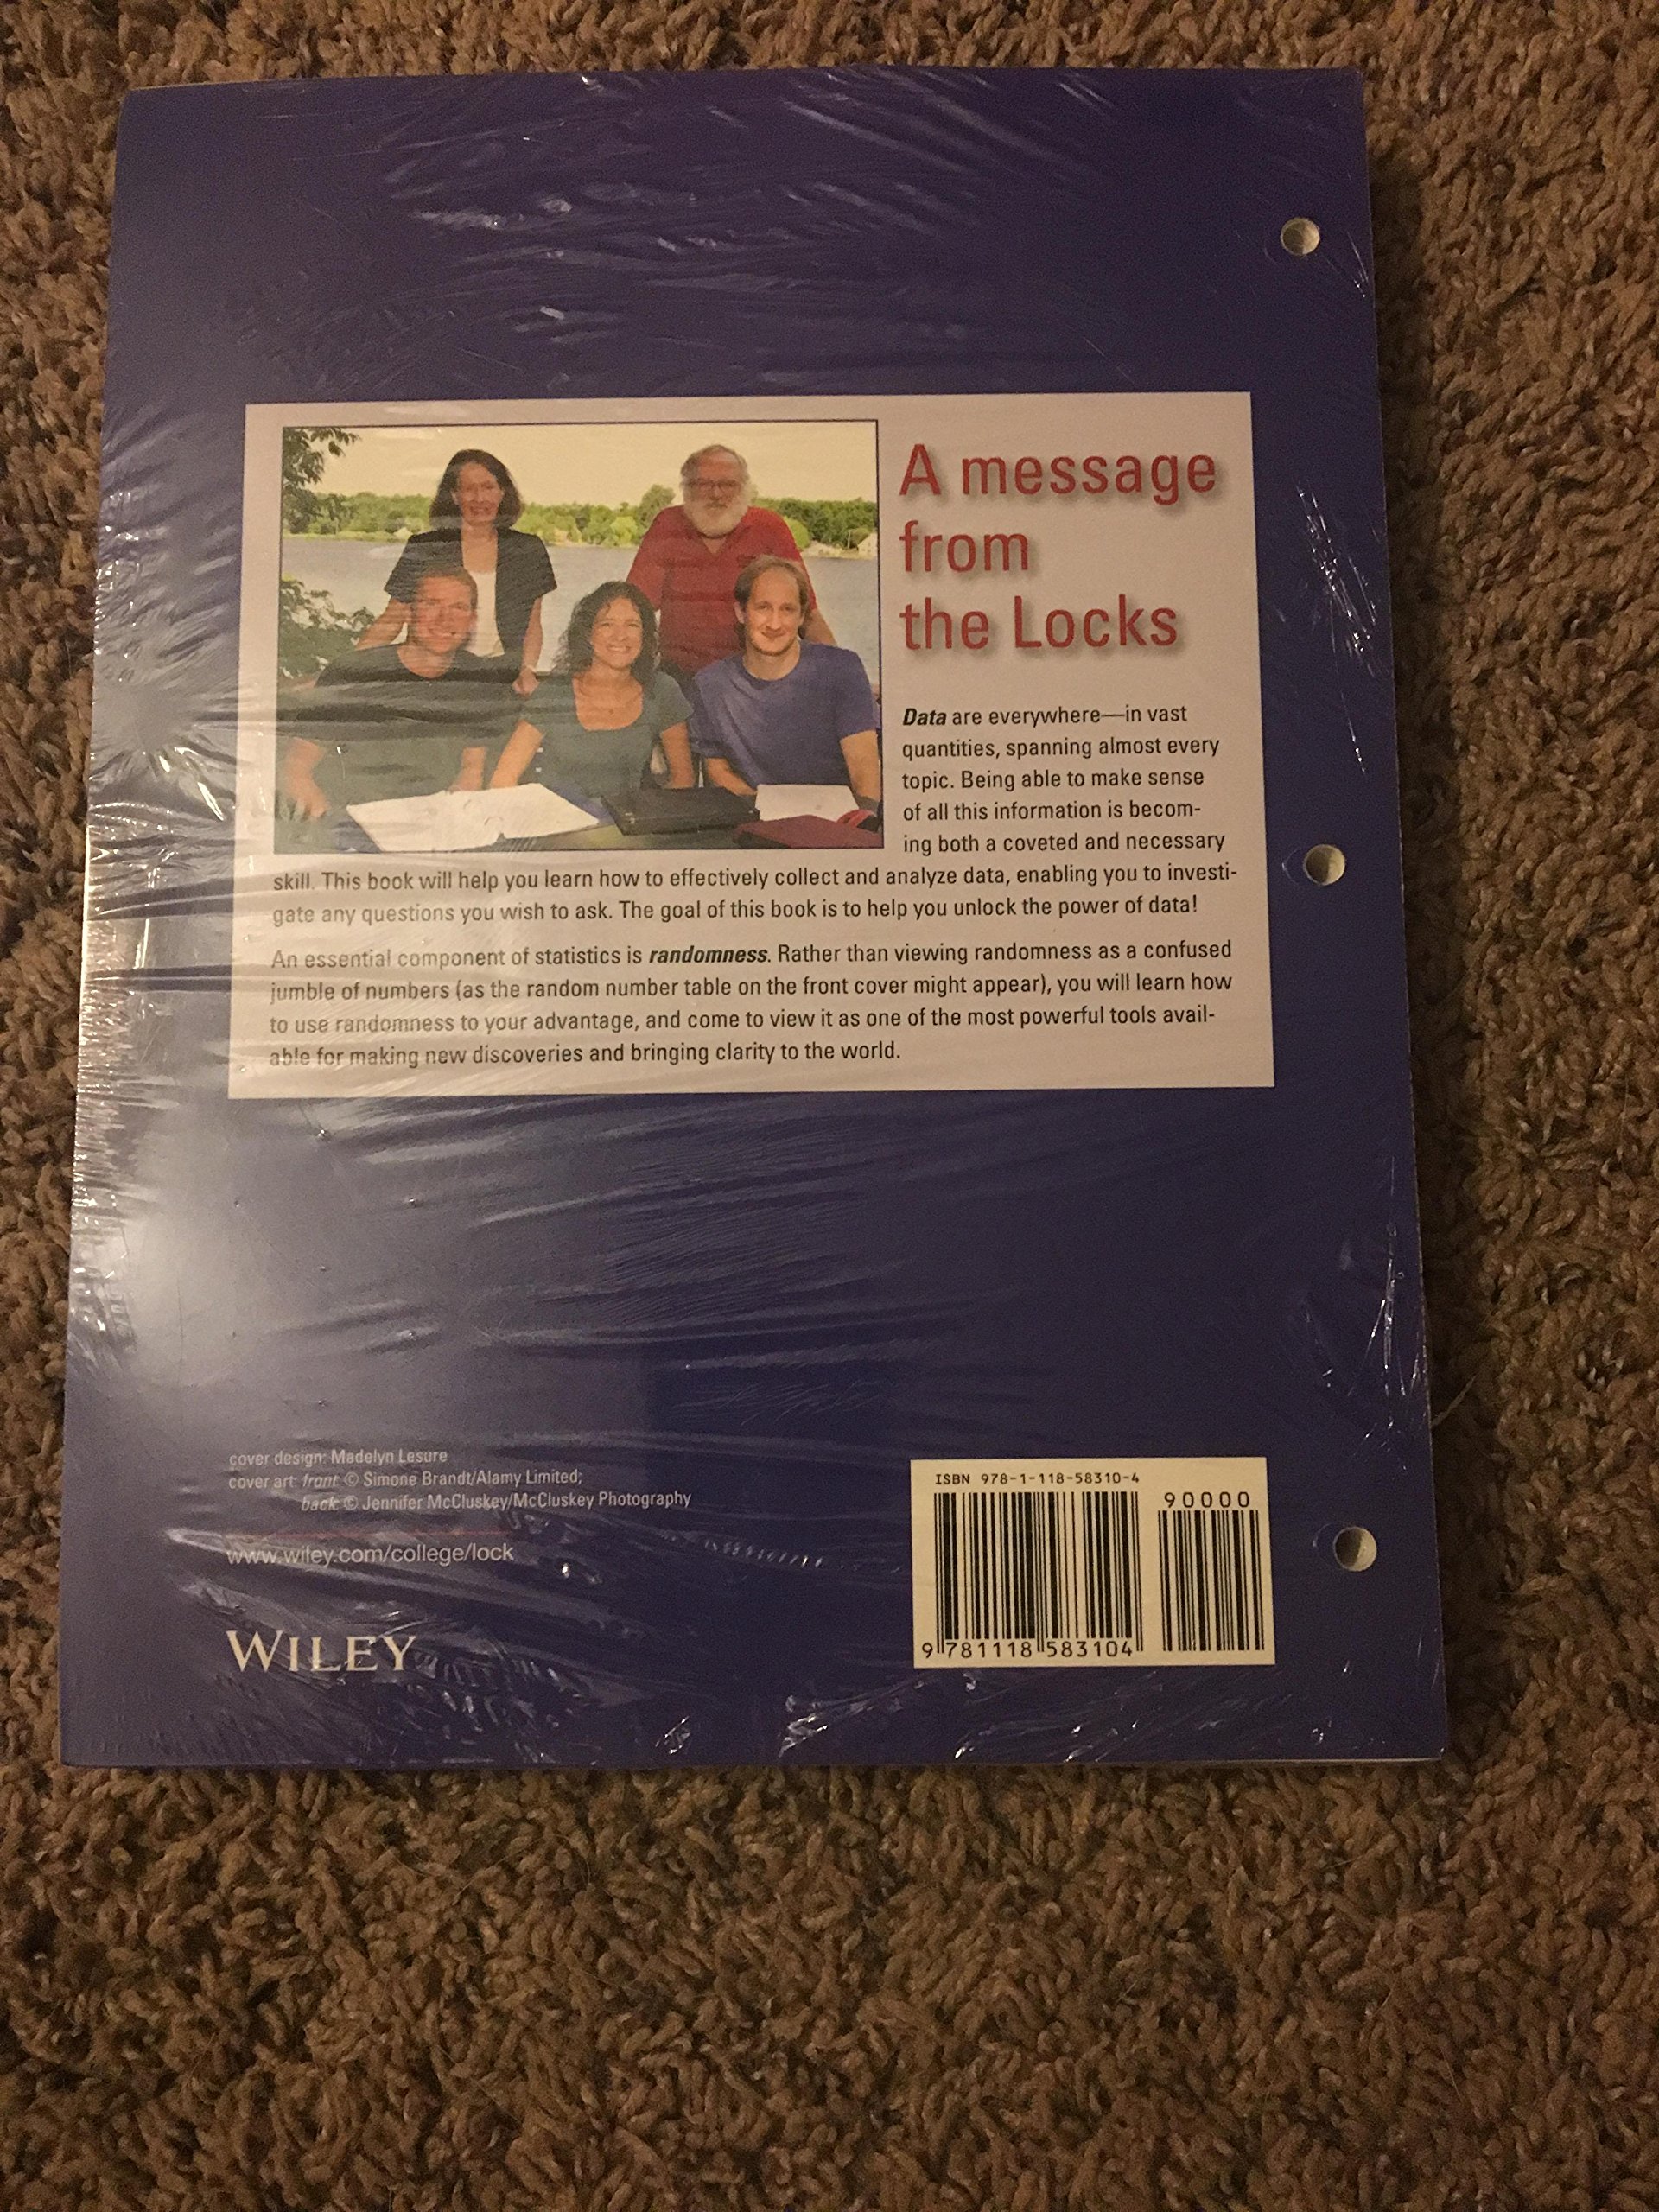 A message
from
the Locks
Data are everywhere—in vast
quantities, spanning almost every
topic. Being able to make sense
of all this information is becom-
ing both a coveted and necessary
skill. This book will help you learn how to effectively collect and analyze data, enabling you to investi-
gate any questions you wish to ask. The goal of this book is to help you unlock the power of data!
An essential component of statistics is randomness. Rather than viewing randomness as a confused
jumble of numbers (as the random number table on the front cover might appear), you will learn how
to use randomness to your advantage, and come to view it as one of the most powerful tools avail-
able for making new discoveries and bringing clarity to the world.
cover design: Madelyn Lesure
cover art: front © Simone Brandt/Alamy Limited;
back © Jennifer McCluskey/McCluskey Photography
www.wiley.com/college/lock
WILEY
ISBN 978-1-118-58310-4
90000
9 781118 583104